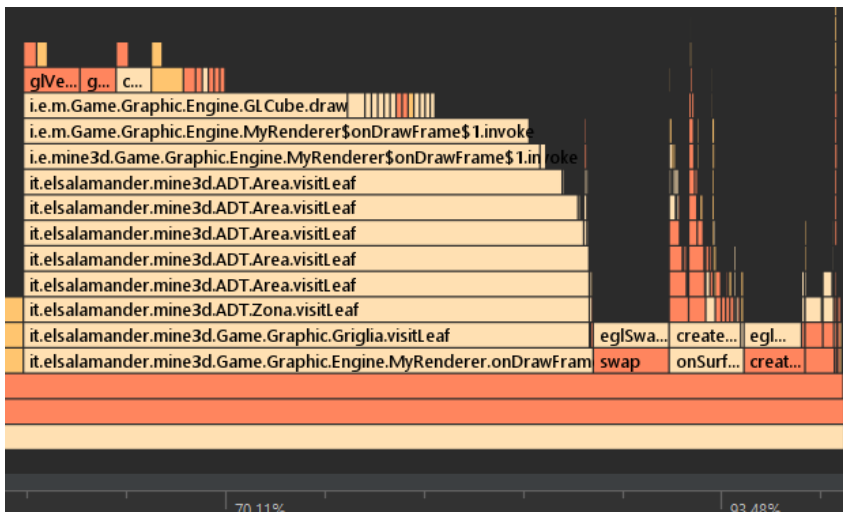 glVe... g... c...
i.e.m.Game.Graphic.Engine.GLCube.draw
i.e.m.Game.Graphic.Engine.MyRenderer$onDrawFrame$1.invoke
i.e.mine3d.Game.Graphic.Engine.MyRenderer$onDrawFrame$1.invoke
it.elsalamander.mine3d.ADT.Area.visitLeaf
it.elsalamander.mine3d.ADT.Area.visitLeaf
it.elsalamander.mine3d.ADT.Area.visitLeaf
it.elsalamander.mine3d.ADT.Area.visitLeaf
it.elsalamander.mine3d.ADT.Area.visitLeaf
it.elsalamander.mine3d.ADT.Zona.visitLeaf
it.elsalamander.mine3d.Game.Graphic.Griglia.visitLeaf eglSwa... create... egl...
it.elsalamander.mine3d.Game.Graphic.Engine.MyRenderer.onDrawFram swap onSurf... creat...
70.11% 93.48%